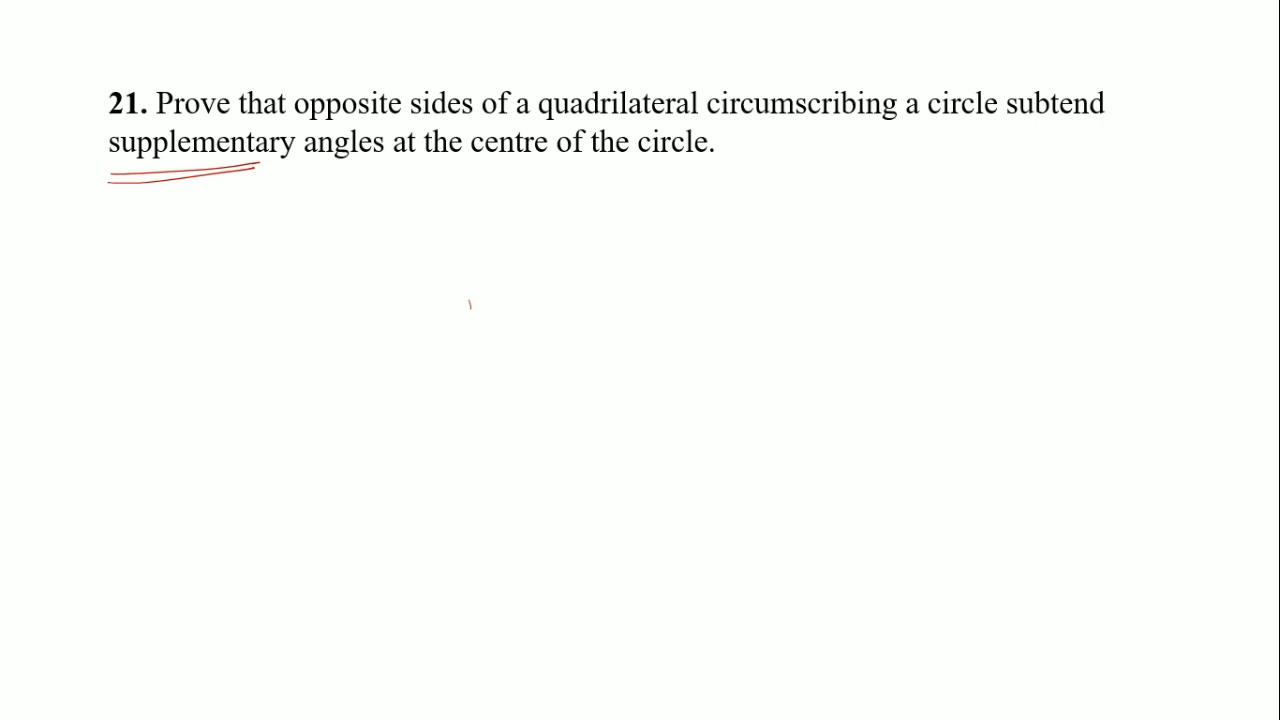 21. Prove that opposite sides of a quadrilateral circumscribing a circle subtend
supplementary angles at the centre of the circle.